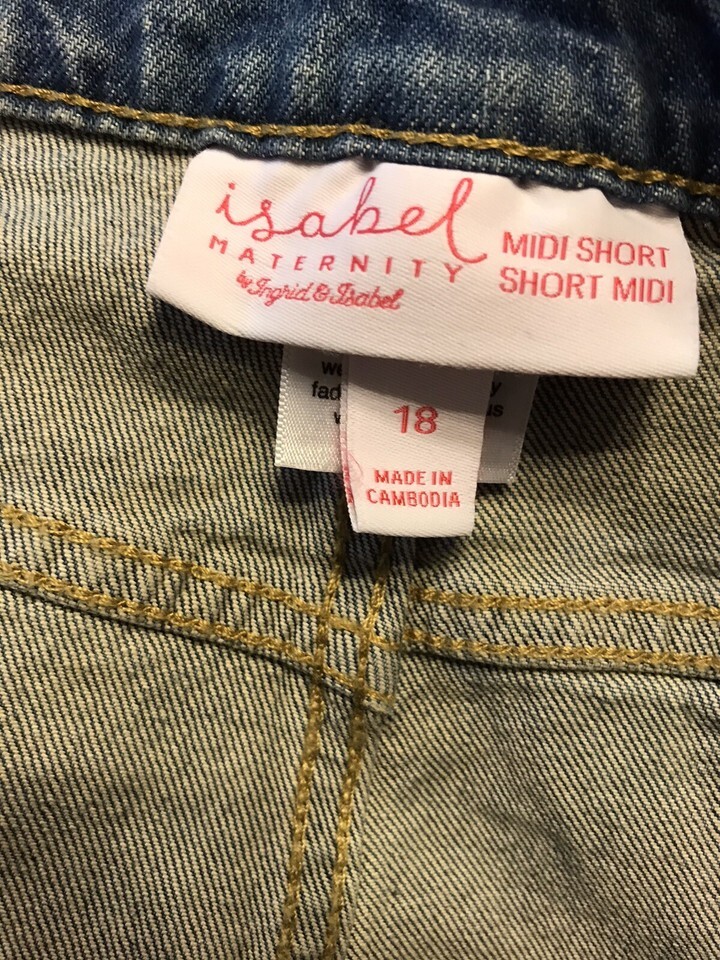 isabel
MATERNITY
by Ingrid & Isabel
MIDI SHORT
SHORT MIDI
18
MADE IN
CAMBODIA